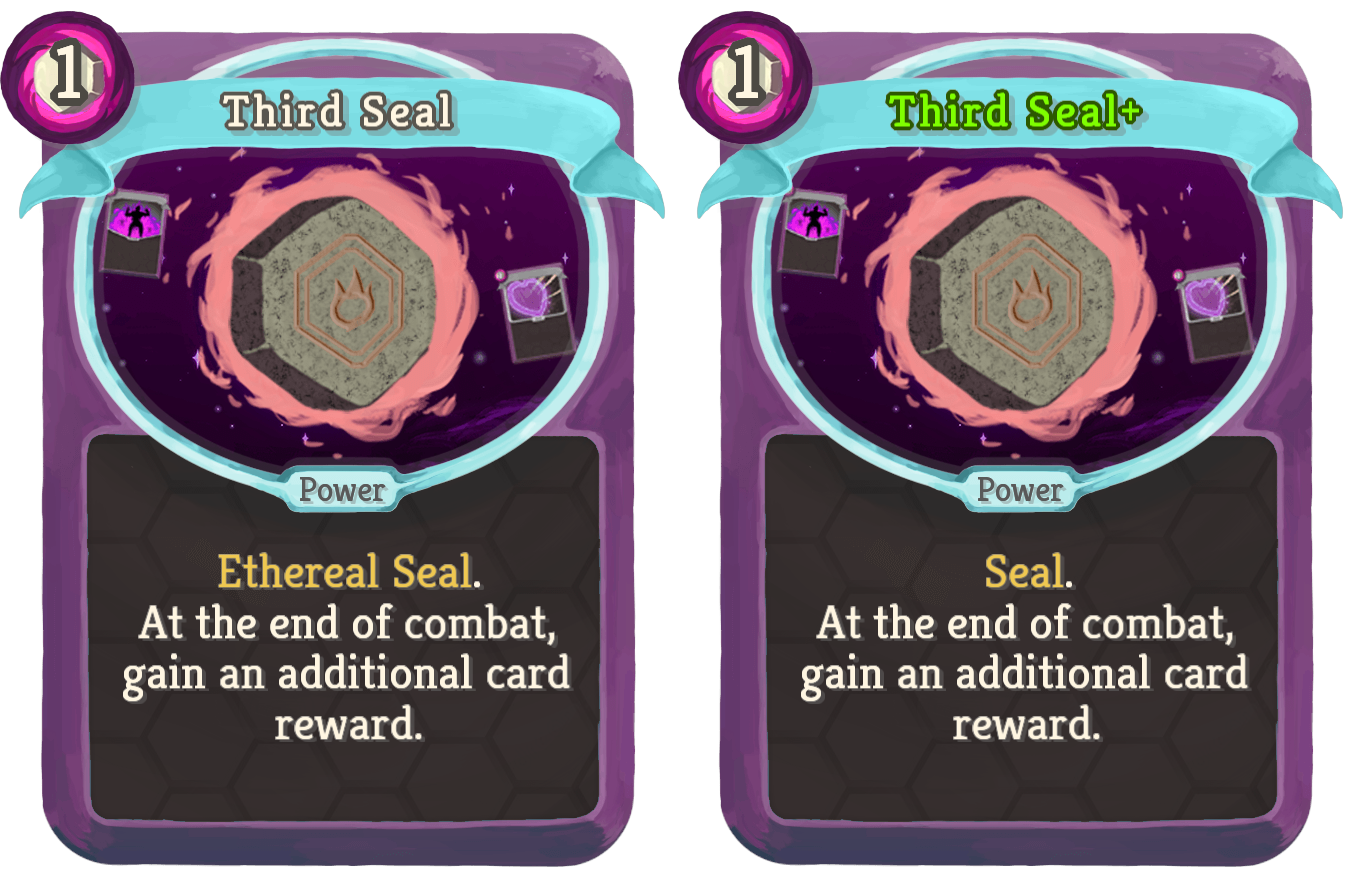 1
Third Seal
Power
Ethereal Seal.
At the end of combat,
gain an additional card
reward.
1
Third Seal+
Power
Seal.
At the end of combat,
gain an additional card
reward.